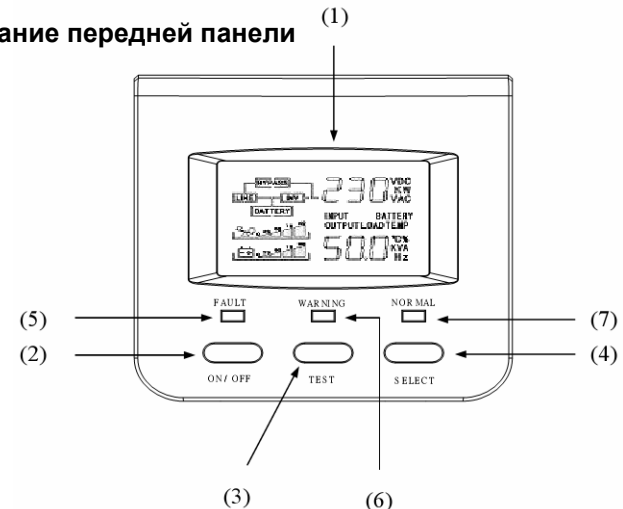 (1)
ание передней панели
BYPASS
LINE
INV
BATTERY
230
VDC
KW
VAC
INPUT BATTERY
OUTPUT LOAD TEMP
50.0
°C%
KVA
Hz
FAULT WARNING NORMAL
(5) (7)
(2) (4)
ON/ OFF TEST SELECT
(3) (6)